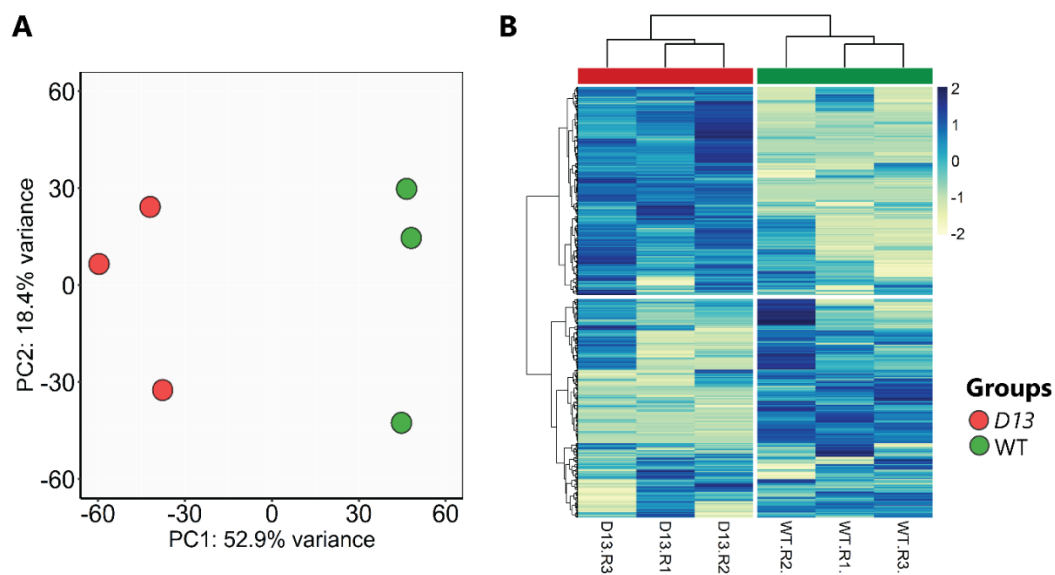 A
60
30
0
-30
-60
PC2: 18.4% variance
-60
-30
0
30
60
PC1: 52.9% variance
B
2
1
0
-1
-2
D13.R3
D13.R1
D13.R2
WT.R2.
WT.R1.
WT.R3.
Groups
D13
WT